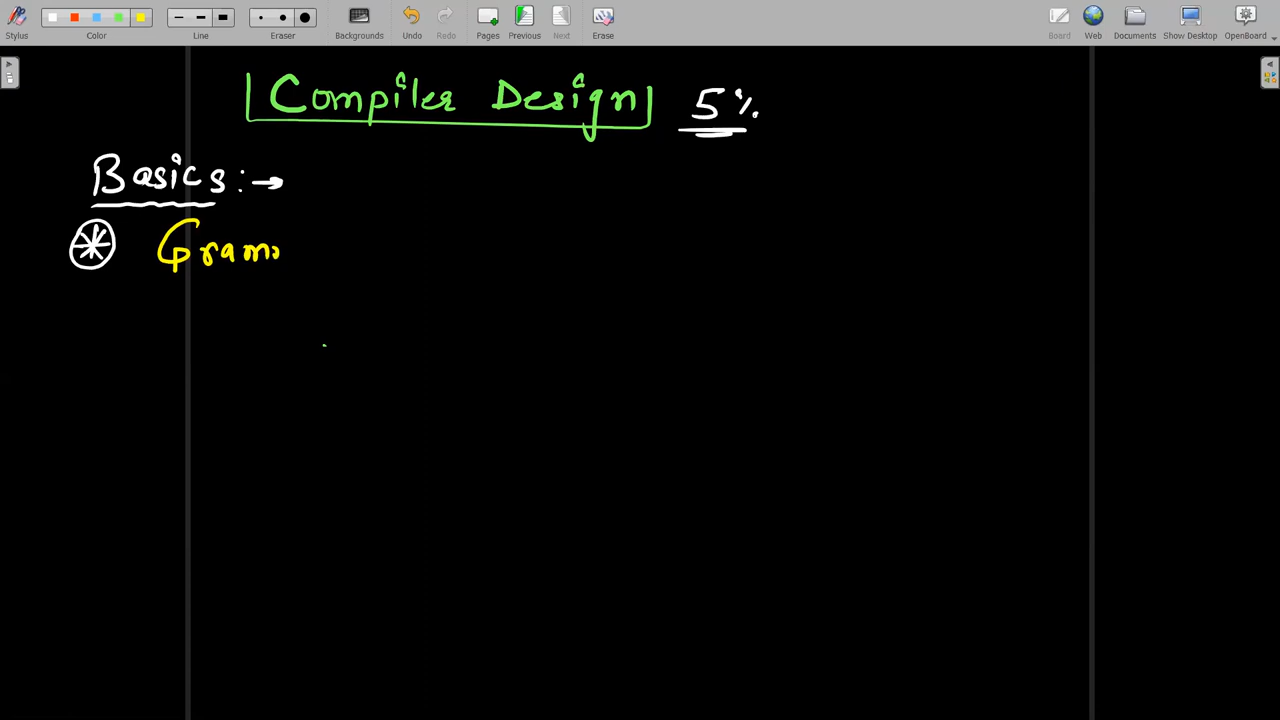 Stylus Color Line Eraser Backgrounds Undo Redo Pages Previous Next Erase Board Web Documents Show Desktop OpenBoard
Compiler Design 5%
Basics :→
Gram